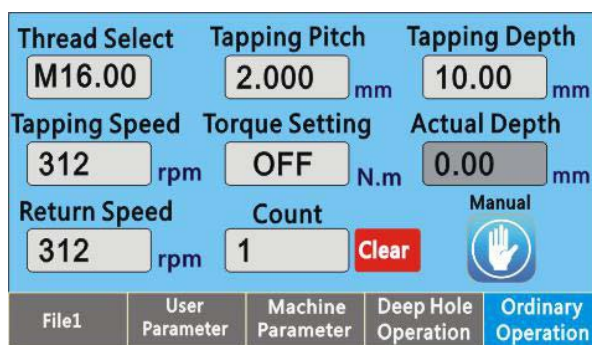 Thread Select Tapping Pitch Tapping Depth
M16.00 2.000 mm 10.00 mm
Tapping Speed Torque Setting Actual Depth
312 rpm OFF N.m 0.00 mm
Return Speed Count Manual
312 rpm 1 Clear
File1 User Parameter Machine Parameter Deep Hole Operation Ordinary Operation